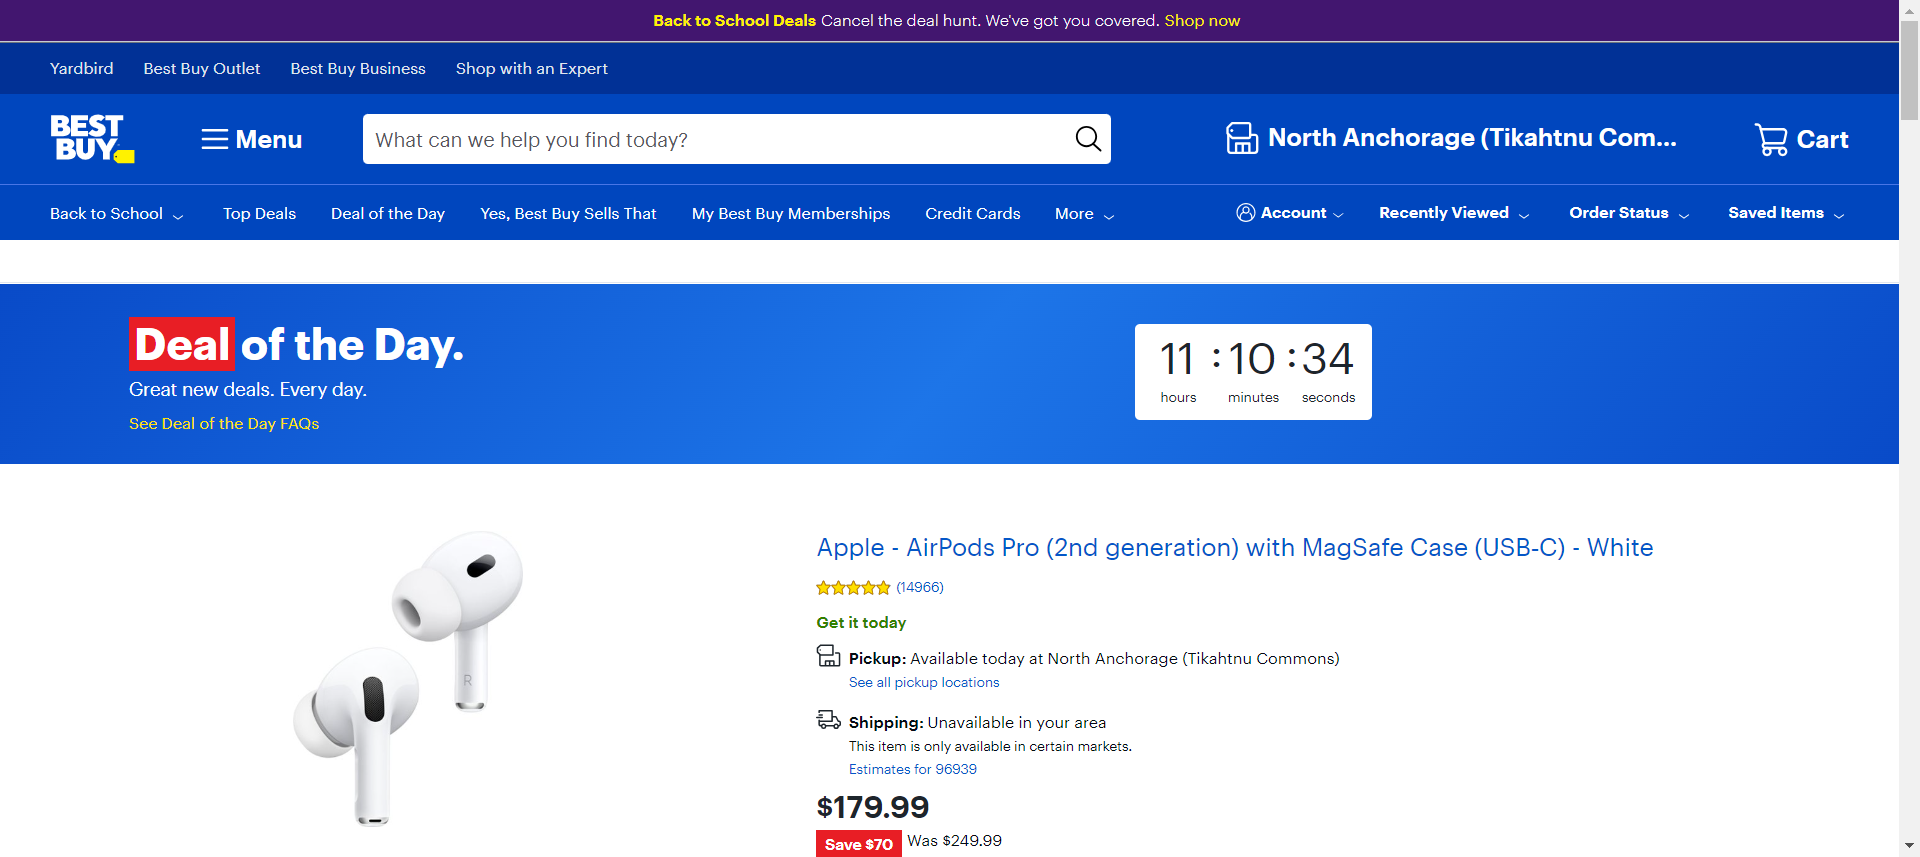 Back to School Deals Cancel the deal hunt. We've got you covered. Shop now
Yardbird Best Buy Outlet Best Buy Business Shop with an Expert
BEST BUY
Menu
What can we help you find today?
North Anchorage (Tikahtnu Com...
Cart
Back to School Top Deals Deal of the Day Yes, Best Buy Sells That My Best Buy Memberships Credit Cards More Account Recently Viewed Order Status Saved Items
Deal of the Day.
Great new deals. Every day.
See Deal of the Day FAQs
11 : 10 : 34
hours minutes seconds
R
Apple - AirPods Pro (2nd generation) with MagSafe Case (USB-C) - White
(14966)
Get it today
Pickup: Available today at North Anchorage (Tikahtnu Commons)
See all pickup locations
Shipping: Unavailable in your area
This item is only available in certain markets.
Estimates for 96939
$179.99
Save $70 Was $249.99